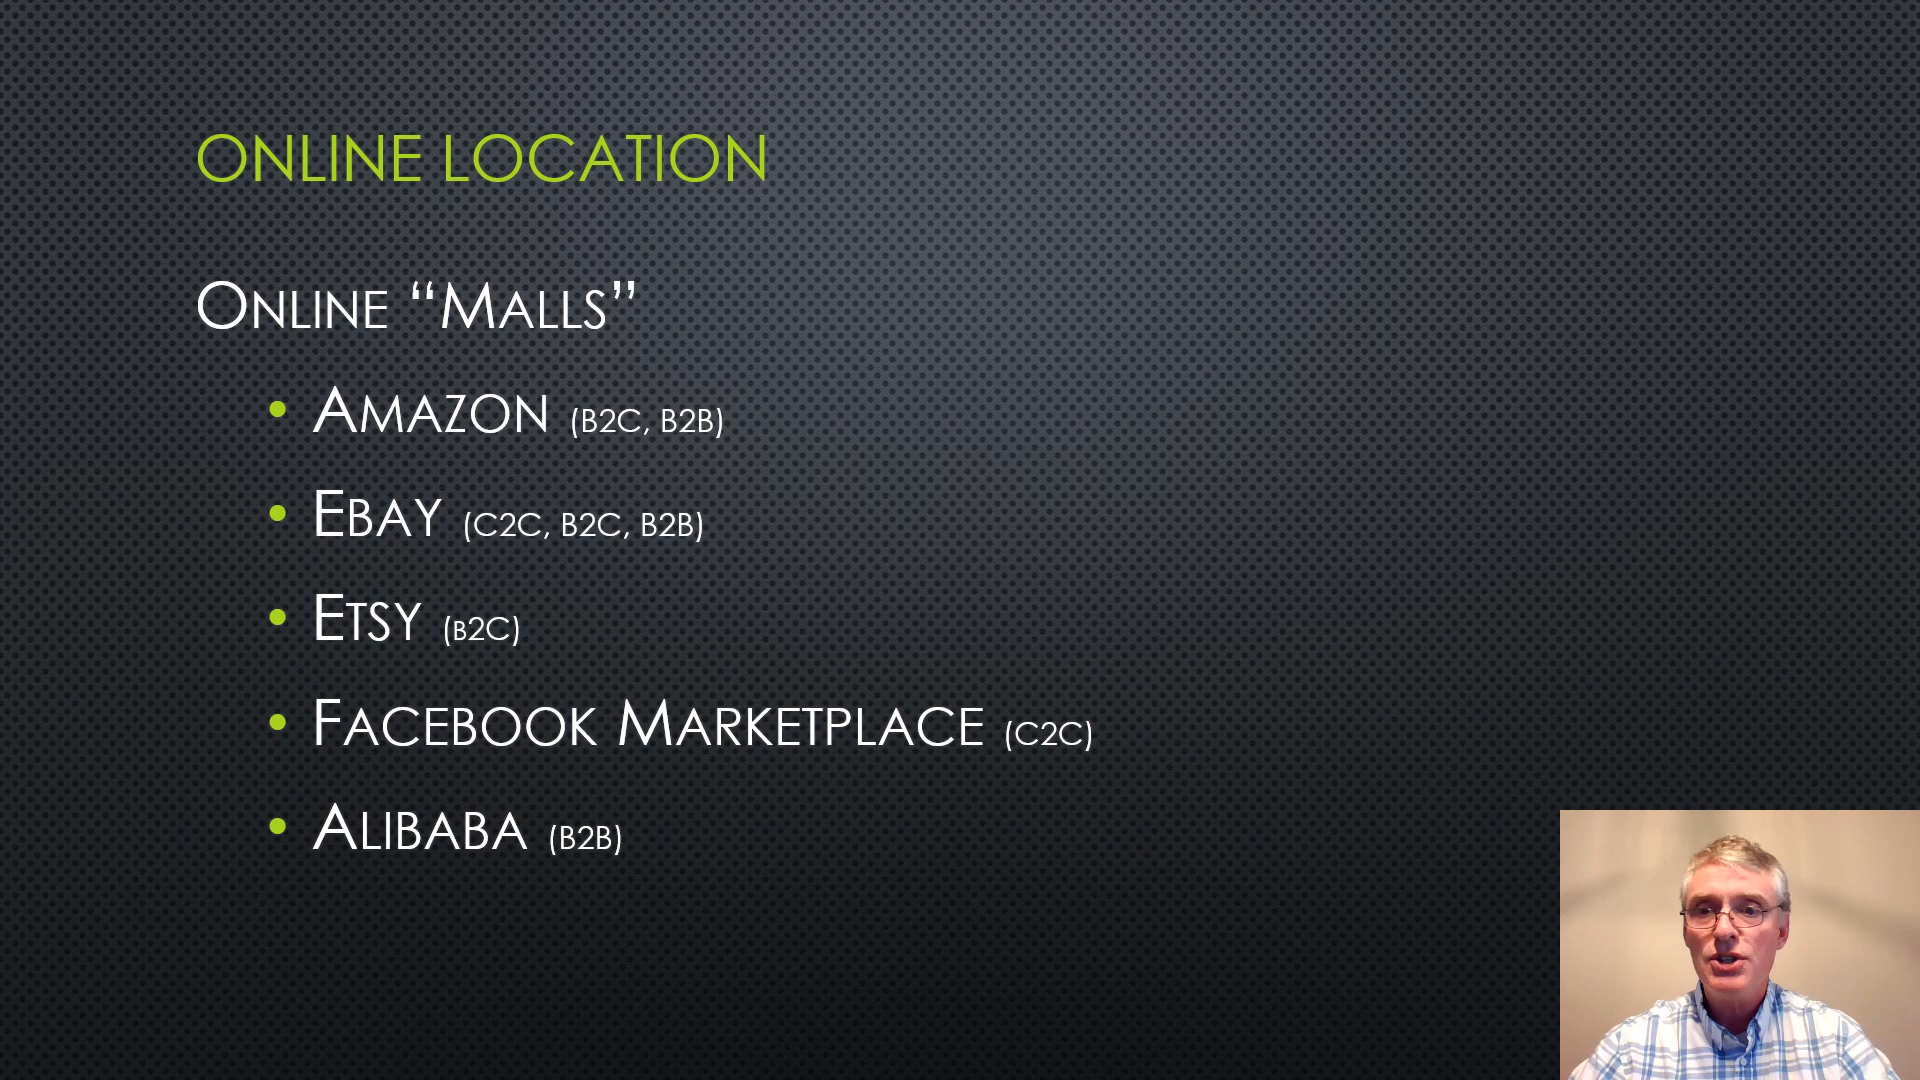 ONLINE LOCATION
ONLINE “MALLS”
• AMAZON (B2C, B2B)
• EBAY (C2C, B2C, B2B)
• ETSY (B2C)
• FACEBOOK MARKETPLACE (C2C)
• ALIBABA (B2B)